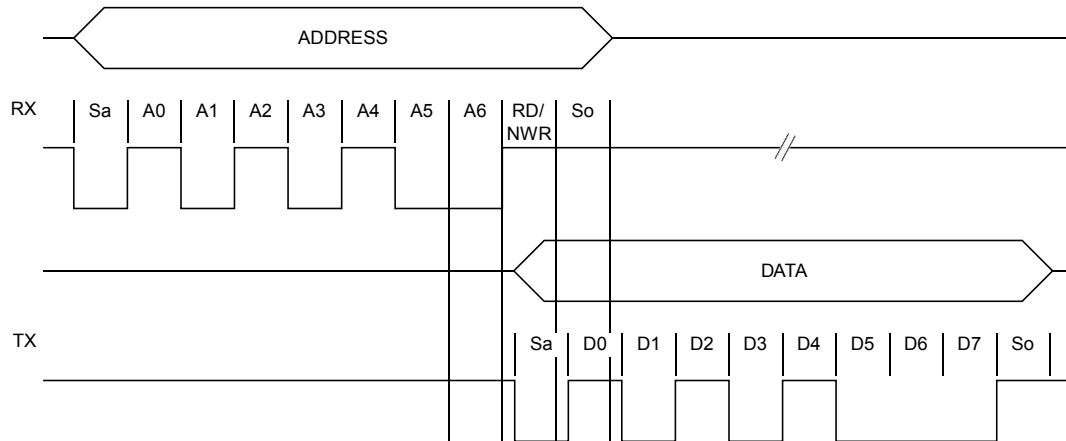 ADDRESS
RX Sa A0 A1 A2 A3 A4 A5 A6 RD/ So
NWR
DATA
TX Sa D0 D1 D2 D3 D4 D5 D6 D7 So